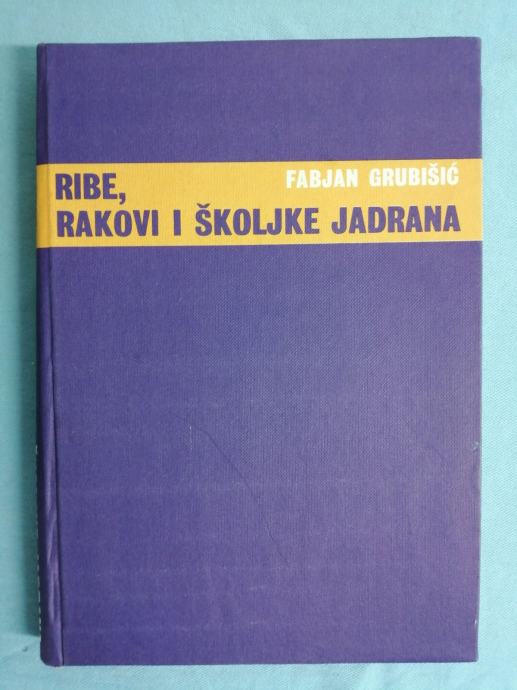 RIBE,
FABJAN GRUBIŠIĆ
RAKOVI I ŠKOLJKE JADRANA